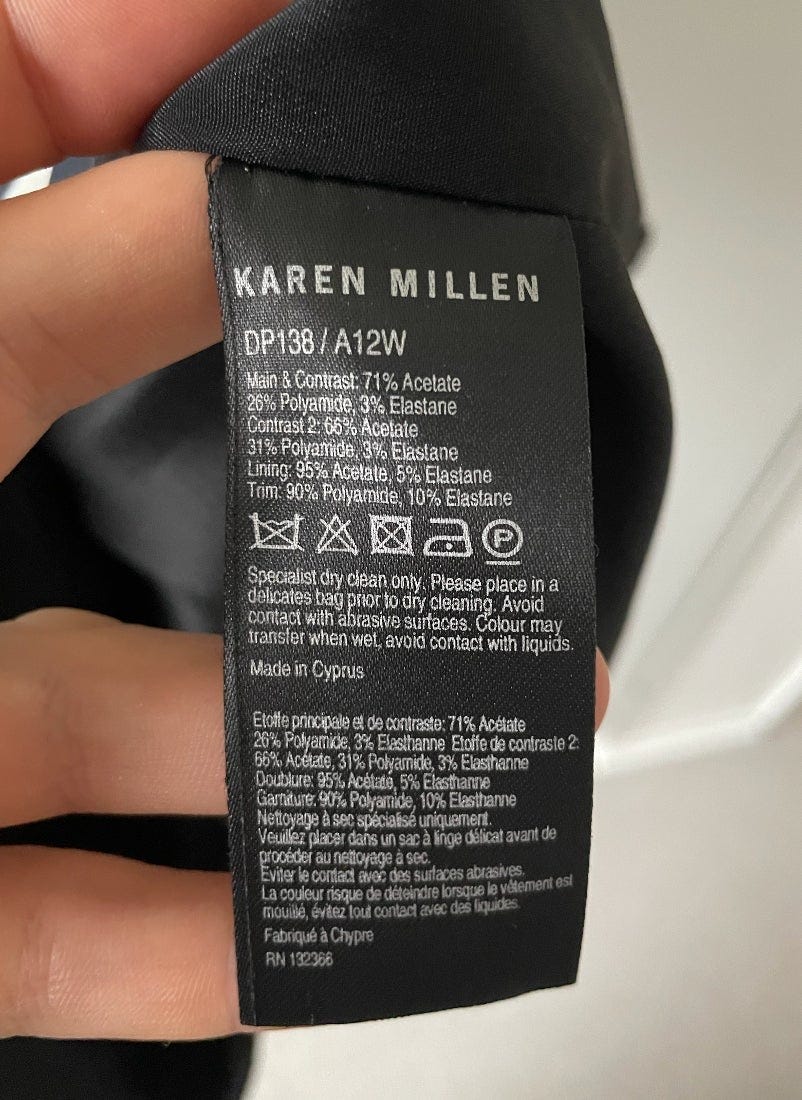 KAREN MILLEN
DP138 / A12W
Main & Contrast: 71% Acetate
26% Polyamide, 3% Elastane
Contrast 2: 66% Acetate
31% Polyamide, 3% Elastane
Lining: 95% Acetate, 5% Elastane
Trim: 90% Polyamide, 10% Elastane
P
Specialist dry clean only. Please place in a
delicates bag prior to dry cleaning. Avoid
contact with abrasive surfaces. Colour may
transfer when wet, avoid contact with liquids.
Made in Cyprus
Etoffe principale et de contraste: 71% Acétate
26% Polyamide, 3% Elasthanne Etoffe de contraste 2:
66% Acétate, 31% Polyamide, 3% Elasthanne
Doublure: 95% Acétate, 5% Elasthanne
Garniture: 90% Polyamide, 10% Elasthanne
Nettoyage à sec spécialisé uniquement.
Veuillez placer dans un sac à linge délicat avant de
procéder au nettoyage à sec.
Eviter le contact avec des surfaces abrasives.
La couleur risque de déteindre lorsque le vêtement est
mouillé, évitez tout contact avec des liquides.
Fabriqué à Chypre
RN 132366